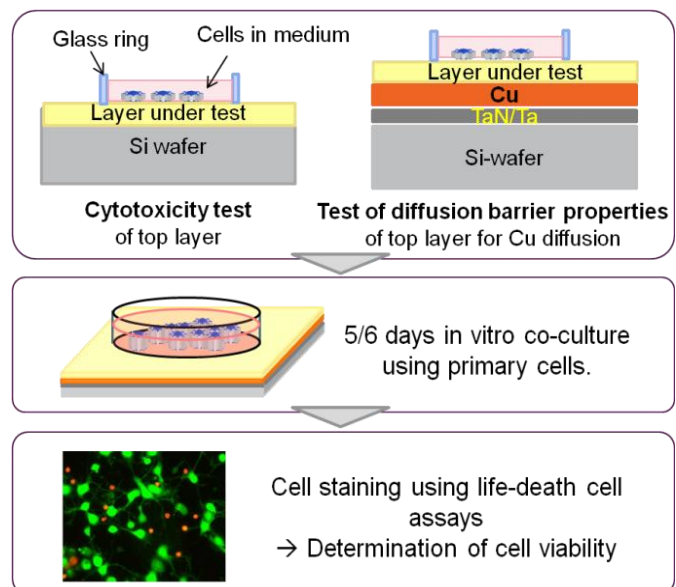 Glass ring
Cells in medium
Layer under test
Si wafer
Cytotoxicity test
of top layer
Layer under test
Cu
TaN/Ta
Si-wafer
Test of diffusion barrier properties
of top layer for Cu diffusion
5/6 days in vitro co-culture
using primary cells.
Cell staining using life-death cell
assays
→ Determination of cell viability